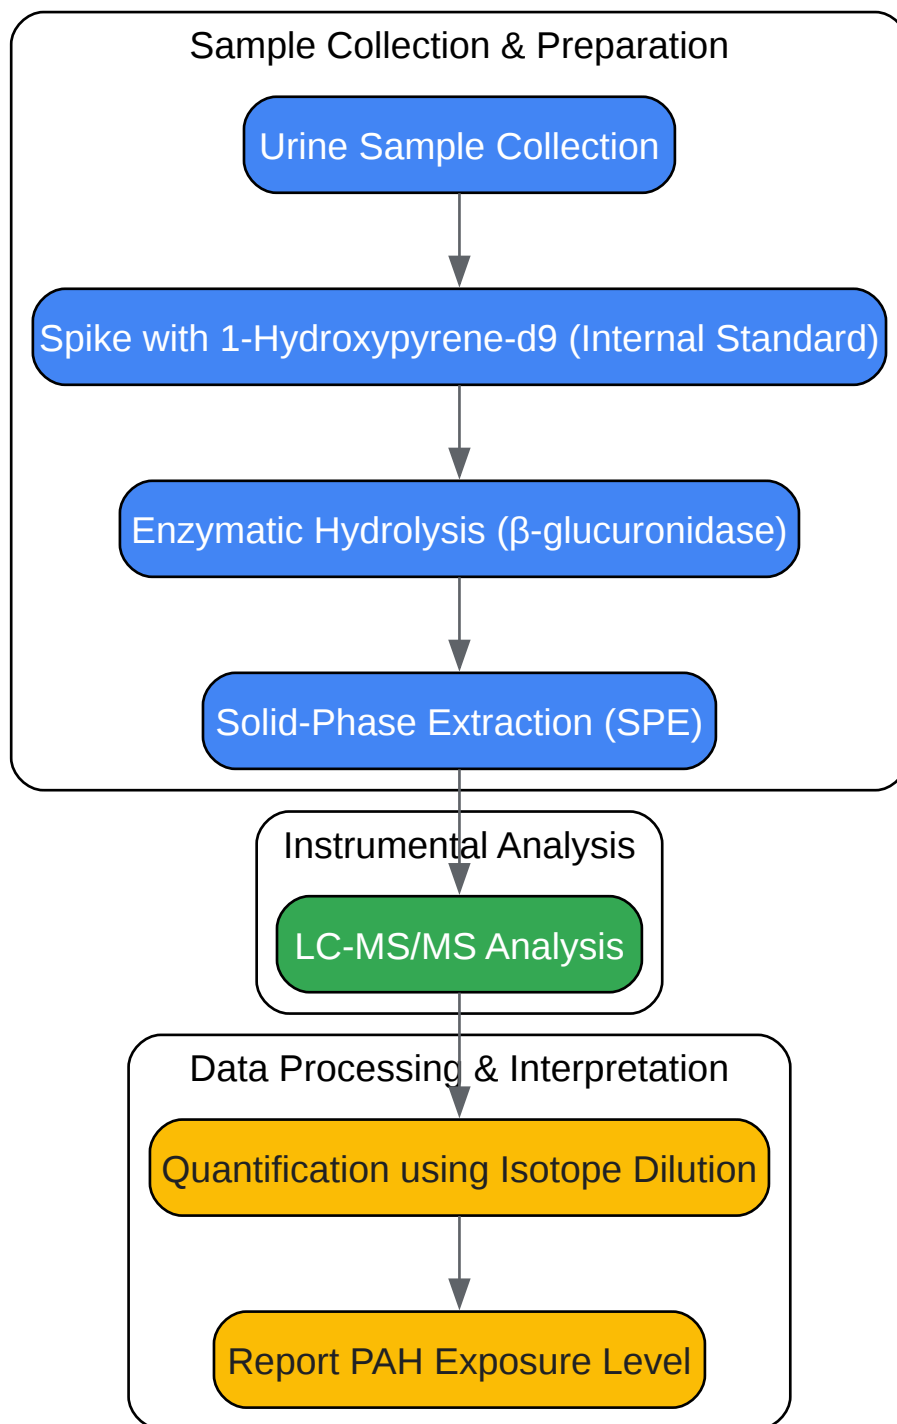 Sample Collection & Preparation
Urine Sample Collection
Spike with 1-Hydroxypyrene-d9 (Internal Standard)
Enzymatic Hydrolysis (β-glucuronidase)
Solid-Phase Extraction (SPE)
Instrumental Analysis
LC-MS/MS Analysis
Data Processing & Interpretation
Quantification using Isotope Dilution
Report PAH Exposure Level